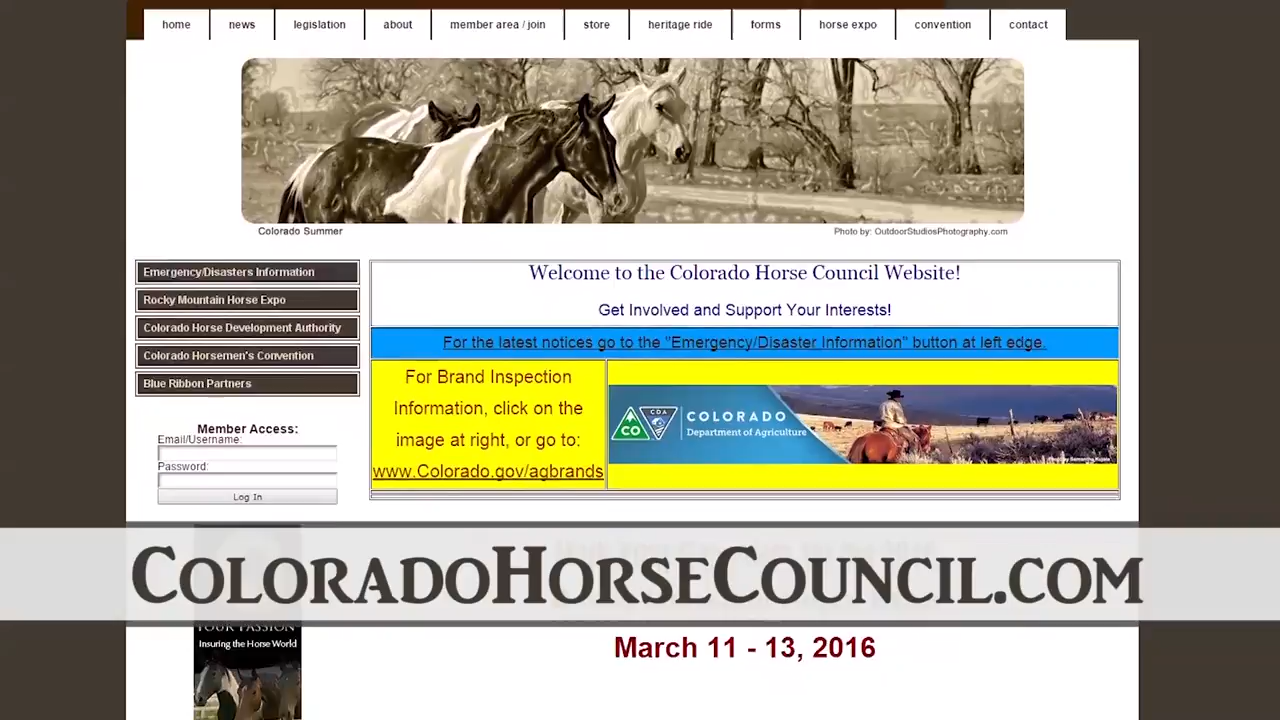 home news legislation about member area / join store heritage ride forms horse expo convention contact
Colorado Summer
Photo by: OutdoorStudiosPhotography.com
Emergency/Disasters Information
Rocky Mountain Horse Expo
Colorado Horse Development Authority
Colorado Horsemen's Convention
Blue Ribbon Partners
Member Access:
Email/Username:
Password:
Log In
Welcome to the Colorado Horse Council Website!
Get Involved and Support Your Interests!
For the latest notices go to the "Emergency/Disaster Information" button at left edge.
For Brand Inspection
Information, click on the
image at right, or go to:
www.Colorado.gov/agbrands
CO
CDA
COLORADO
Department of Agriculture
ColoradoHorseCouncil.com
YOUR PASSION
Insuring the Horse World
March 11 - 13, 2016